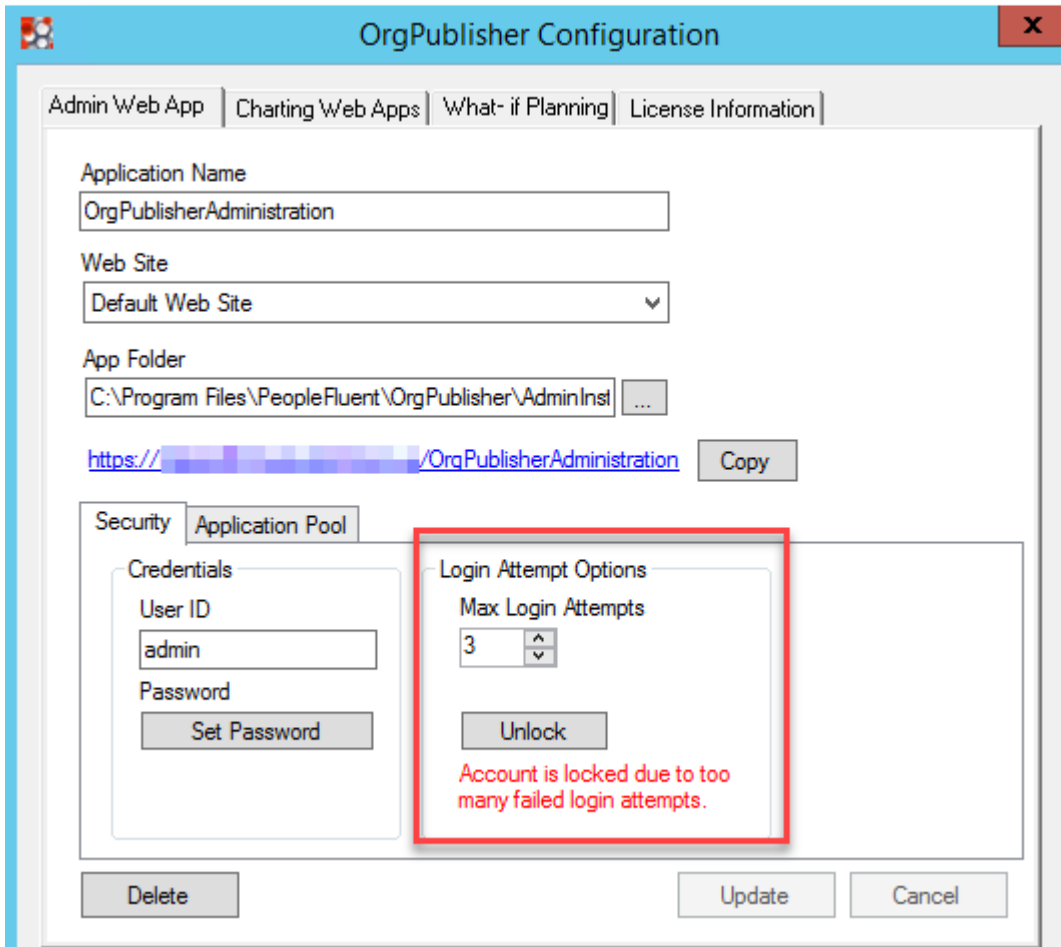 OrgPublisher Configuration
x
Admin Web App
Charting Web Apps
What- if Planning
License Information
Application Name
OrgPublisherAdministration
Web Site
Default Web Site
App Folder
C:\Program Files\PeopleFluent\OrgPublisher\AdminInst
...
https:// /OrgPublisherAdministration
Copy
Security
Application Pool
Credentials
User ID
admin
Password
Set Password
Login Attempt Options
Max Login Attempts
3
Unlock
Account is locked due to too
many failed login attempts.
Delete
Update
Cancel